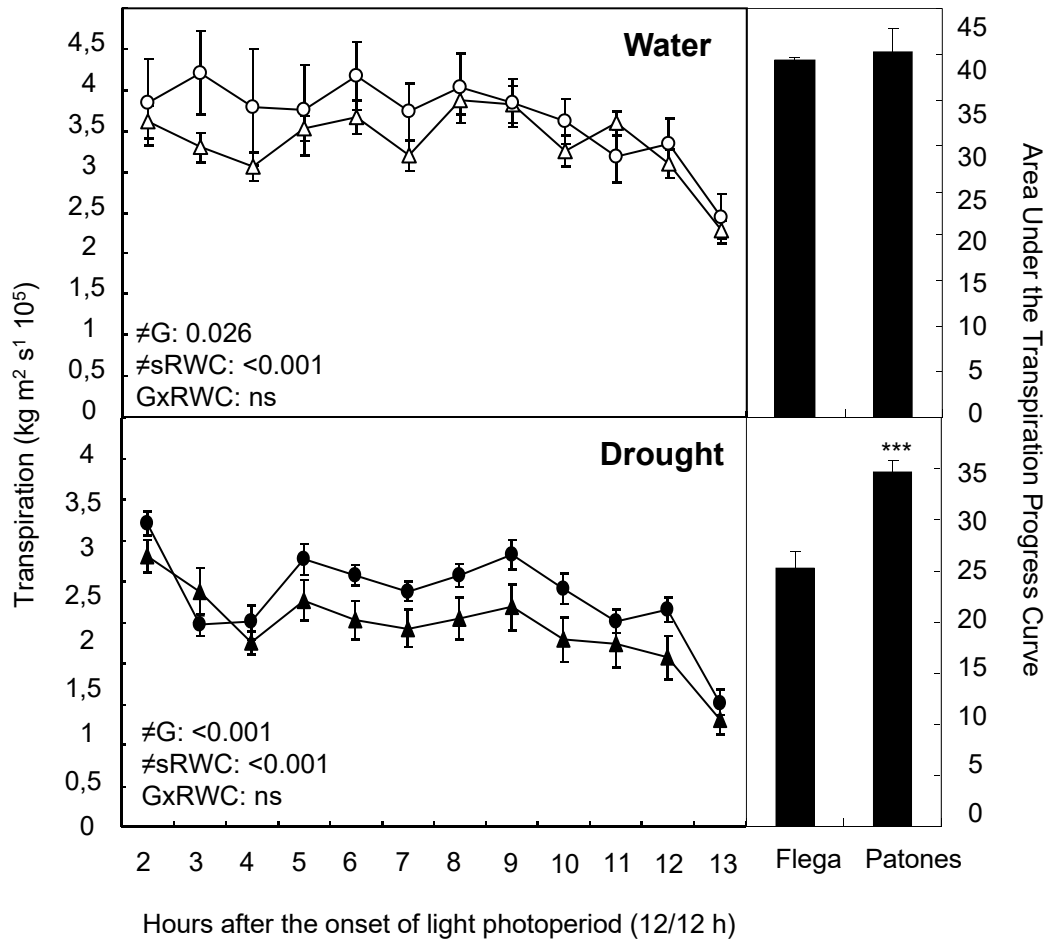 Water
4,5
4
3,5
3
2,5
2
1,5
1
0,5
0
≠G: 0.026
≠sRWC: <0.001
GxRWC: ns
45
40
35
30
25
20
15
10
5
0
Transpiration (kg m² s¹ 10⁵)
Area Under the Transpiration Progress Curve
Drought
4
3,5
3
2,5
2
1,5
1
0,5
0
≠G: <0.001
≠sRWC: <0.001
GxRWC: ns
***
35
30
25
20
15
10
5
0
2 3 4 5 6 7 8 9 10 11 12 13
Flega Patones
Hours after the onset of light photoperiod (12/12 h)